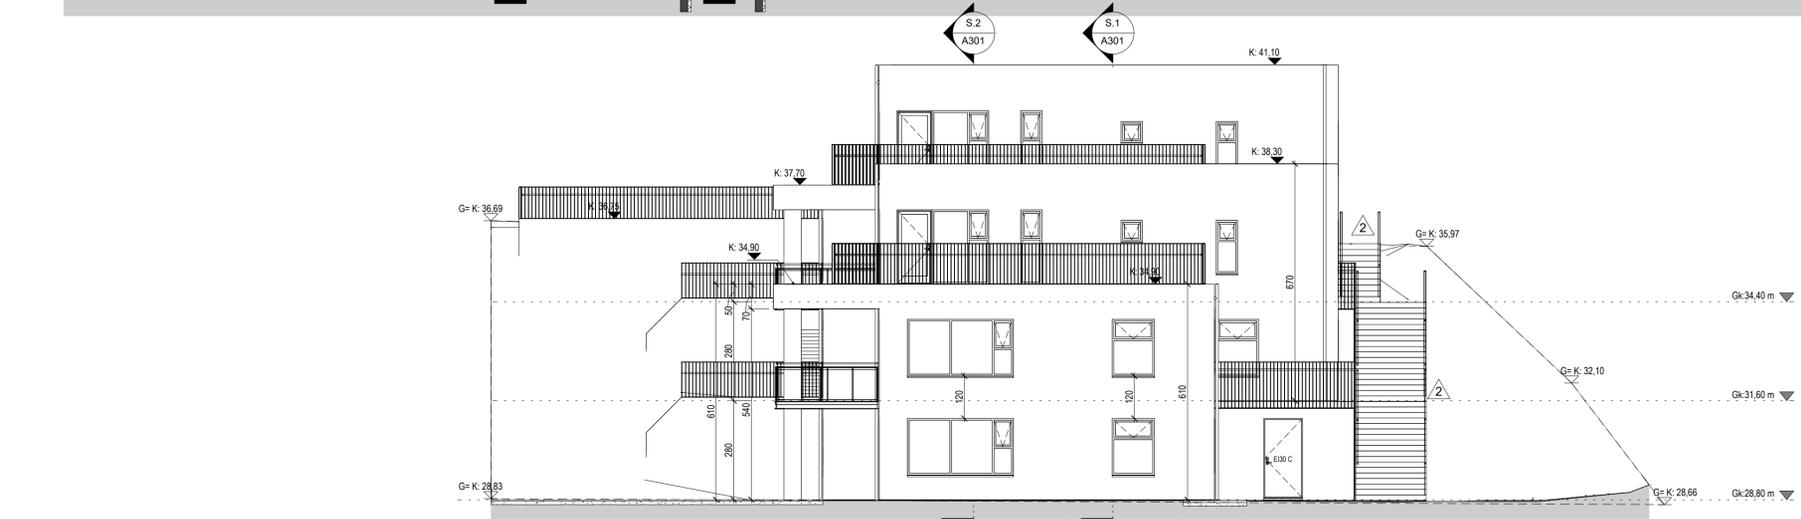 S.2
A301
S.1
A301
K: 41,10
K: 38,30
K: 37,70
K: 36,75
G= K: 36,69
2
G= K: 35,97
K: 34,90
K: 34,90
670
Gk:34,40 m
50
70
280
G= K: 32,10
2
Gk:31,60 m
120
120
610
610
540
280
EI30 C
G= K: 28,83
G= K: 28,66
Gk:28,80 m